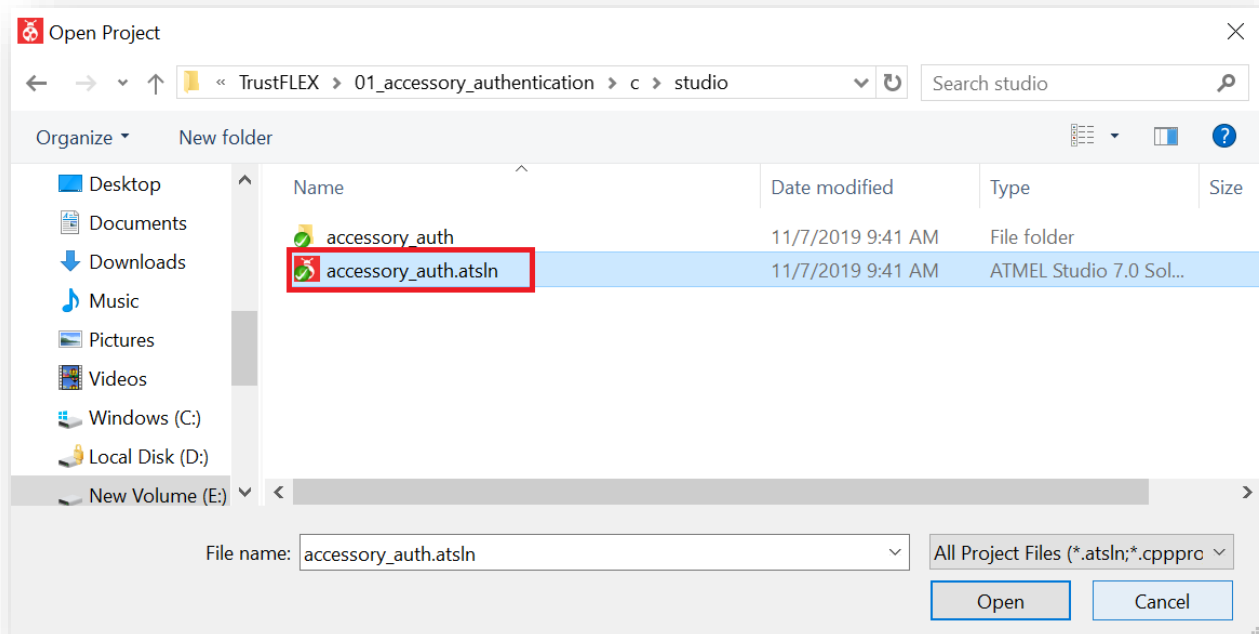 Open Project
« TrustFLEX > 01_accessory_authentication > c > studio
Search studio
Organize
New folder
Name
Date modified
Type
Size
Desktop
Documents
Downloads
Music
Pictures
Videos
Windows (C:)
Local Disk (D:)
New Volume (E:)
accessory_auth 11/7/2019 9:41 AM File folder
accessory_auth.atsln 11/7/2019 9:41 AM ATMEL Studio 7.0 Sol...
File name: accessory_auth.atsln
All Project Files (*.atsln;*.cpppro
Open
Cancel